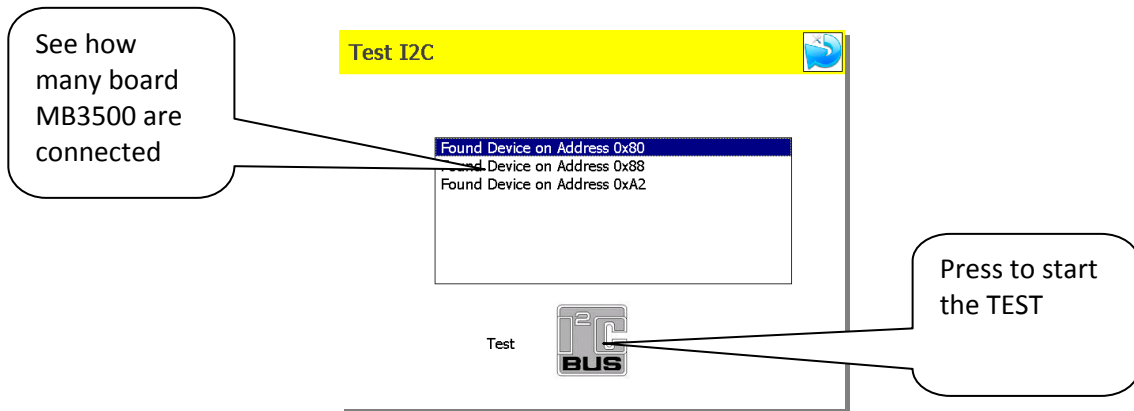 See how
many board
MB3500 are
connected
Test I2C
Found Device on Address 0x80
Found Device on Address 0x88
Found Device on Address 0xA2
Press to start
the TEST
Test
I2C
BUS